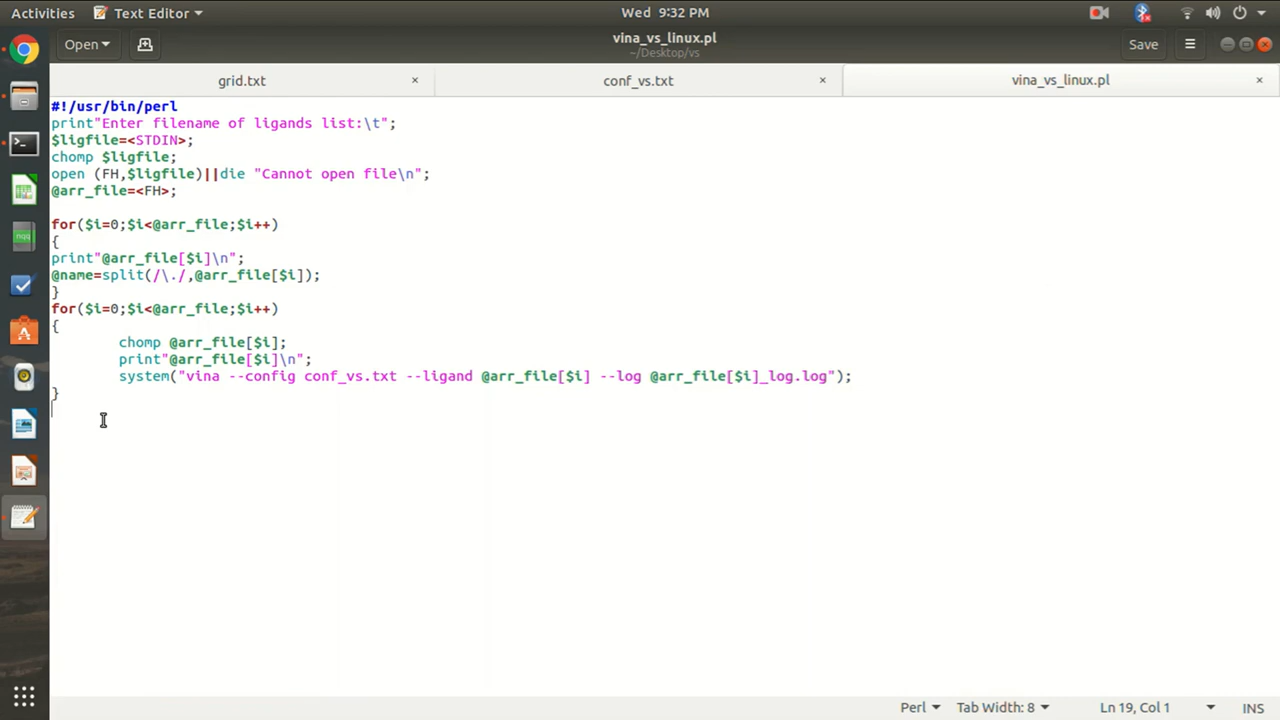 Activities
Text Editor
Wed 9:32 PM
Open
vina_vs_linux.pl
~/Desktop/vs
Save
grid.txt
conf_vs.txt
vina_vs_linux.pl
#!/usr/bin/perl
print"Enter filename of ligands list:\t";
$ligfile=<STDIN>;
chomp $ligfile;
open (FH,$ligfile)||die "Cannot open file\n";
@arr_file=<FH>;
for($i=0;$i<@arr_file;$i++)
{
print"@arr_file[$i]\n";
@name=split(/\./,@arr_file[$i]);
}
for($i=0;$i<@arr_file;$i++)
{
chomp @arr_file[$i];
print"@arr_file[$i]\n";
system("vina --config conf_vs.txt --ligand @arr_file[$i] --log @arr_file[$i]_log.log");
}
Perl
Tab Width: 8
Ln 19, Col 1
INS